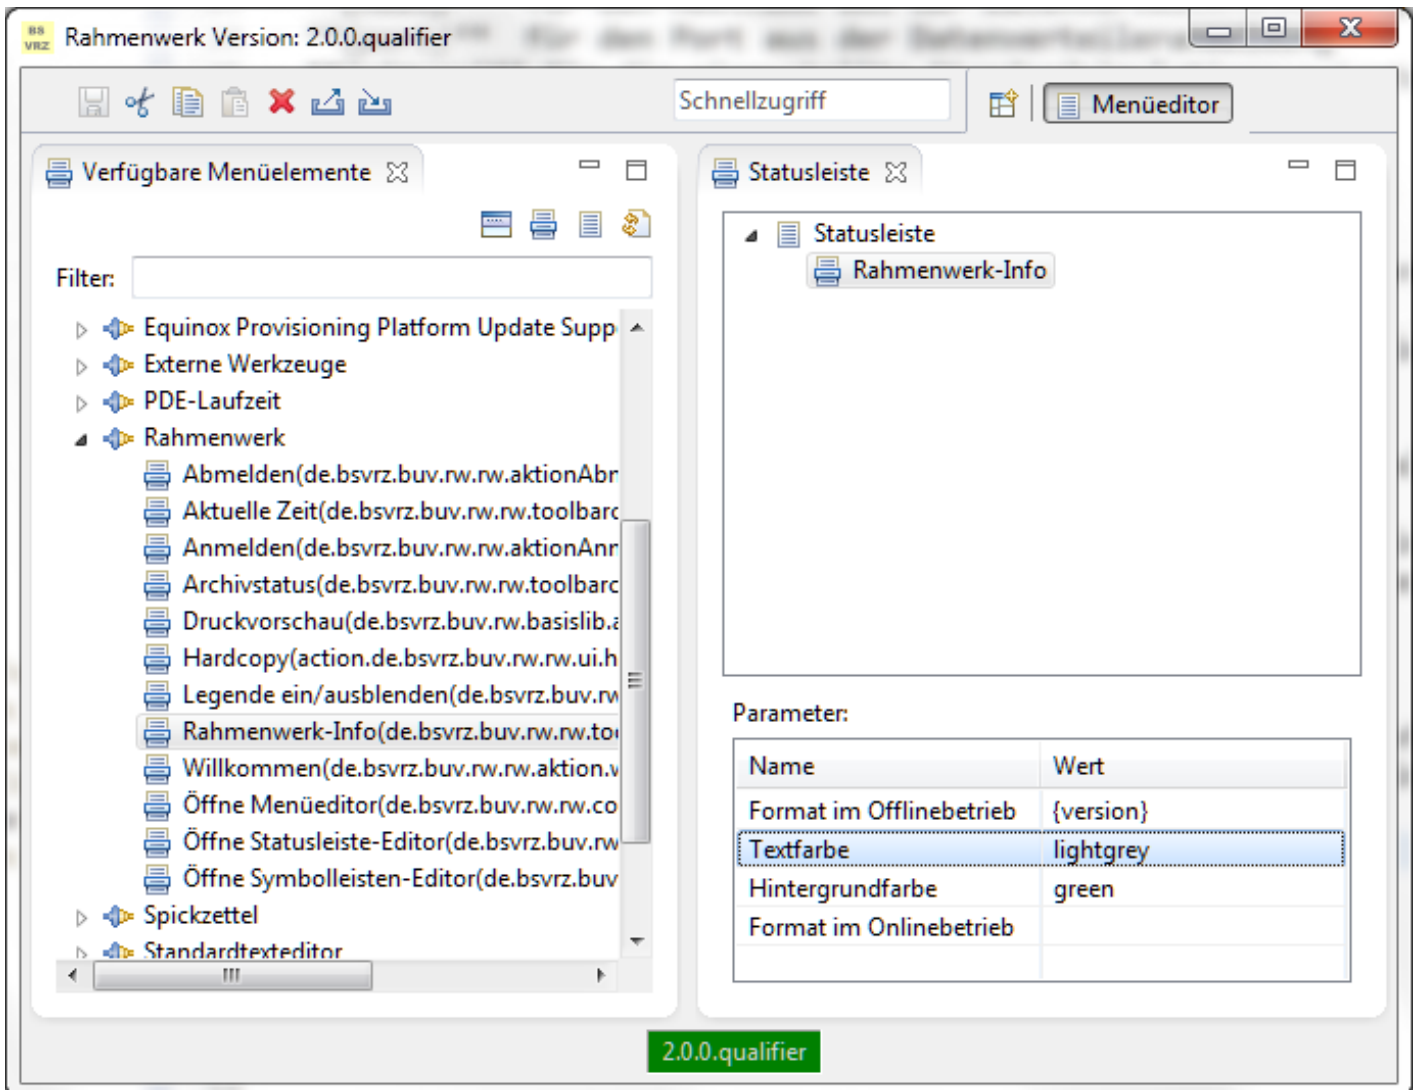 BS
VRZ
Rahmenwerk Version: 2.0.0.qualifier
für den Port aus der
Schnellzugriff
Menüeditor
Verfügbare Menüelemente
Filter:
Equinox Provisioning Platform Update Supp
Externe Werkzeuge
PDE-Laufzeit
Rahmenwerk
Abmelden(de.bsvrz.buv.rw.rw.aktionAbr
Aktuelle Zeit(de.bsvrz.buv.rw.rw.toolbarc
Anmelden(de.bsvrz.buv.rw.rw.aktionAnr
Archivstatus(de.bsvrz.buv.rw.rw.toolbarc
Druckvorschau(de.bsvrz.buv.rw.basislib.a
Hardcopy(action.de.bsvrz.buv.rw.rw.ui.h
Legende ein/ausblenden(de.bsvrz.buv.rw
Rahmenwerk-Info(de.bsvrz.buv.rw.rw.too
Willkommen(de.bsvrz.buv.rw.rw.aktion.v
Öffne Menüeditor(de.bsvrz.buv.rw.rw.co
Öffne Statusleiste-Editor(de.bsvrz.buv.rw
Öffne Symbolleisten-Editor(de.bsvrz.buv
Spickzettel
Standardtexteditor
Statusleiste
Statusleiste
Rahmenwerk-Info
Parameter:
Name Wert
Format im Offlinebetrieb {version}
Textfarbe lightgrey
Hintergrundfarbe green
Format im Onlinebetrieb
2.0.0.qualifier